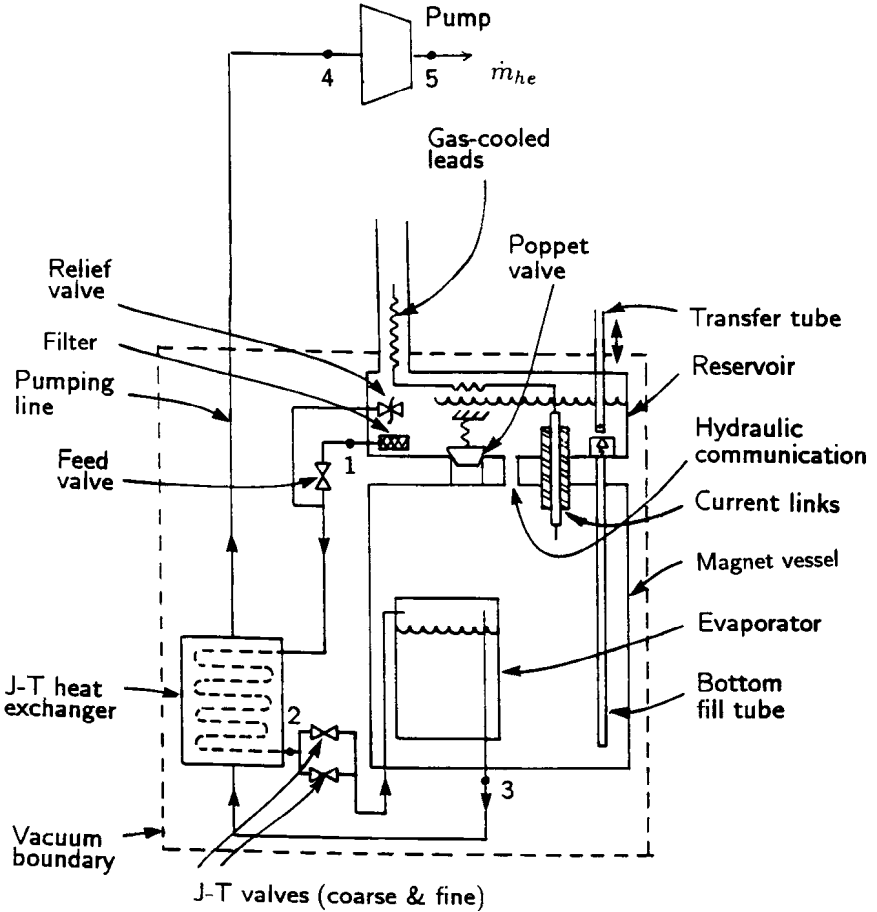 Pump
4
5
ṁhe
Gas-cooled
leads
Poppet
valve
Relief
valve
Filter
Pumping
line
Feed
valve
1
Transfer tube
Reservoir
Hydraulic
communication
Current links
Magnet vessel
Evaporator
Bottom
fill tube
J-T heat
exchanger
2
3
Vacuum
boundary
J-T valves (coarse & fine)